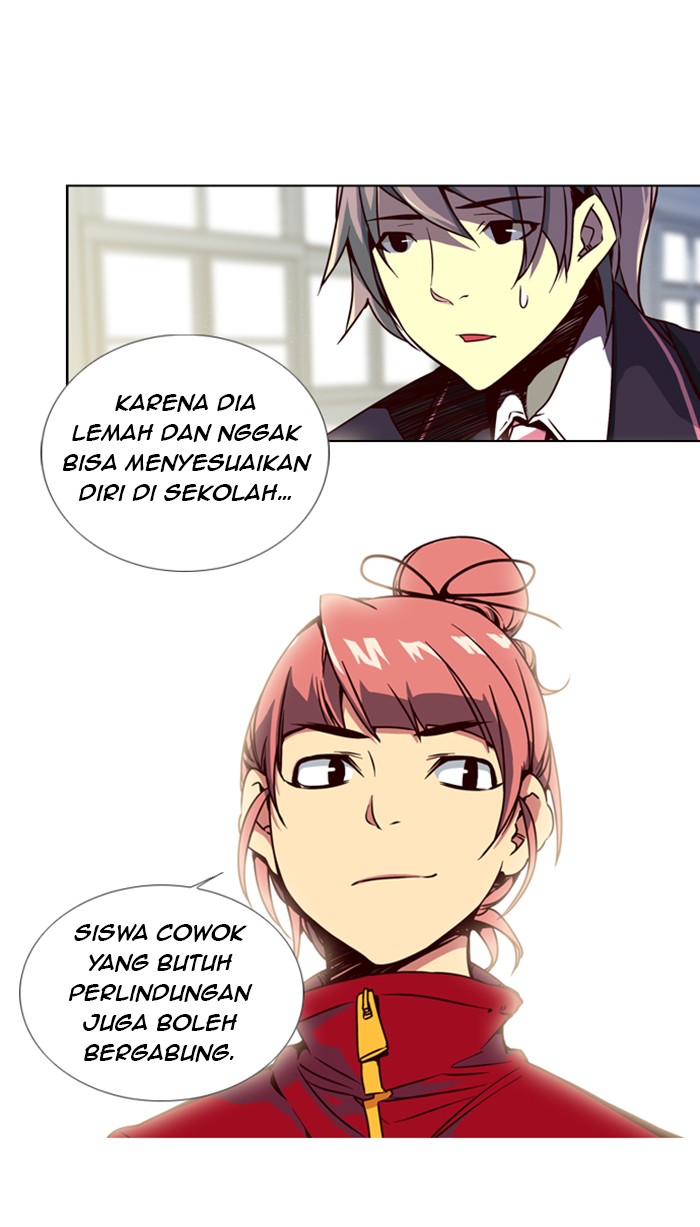 KARENA DIA
LEMAH DAN NGGAK
BISA MENYESUAIKAN
DIRI DI SEKOLAH...
SISWA COWOK
YANG BUTUH
PERLINDUNGAN
JUGA BOLEH
BERGABUNG.